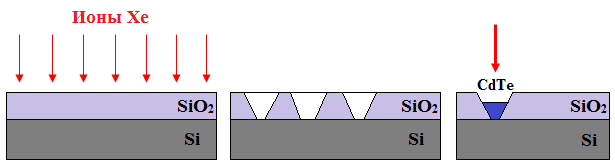 Ионы Xe
SiO₂
Si
SiO₂
Si
CdTe
SiO₂
Si